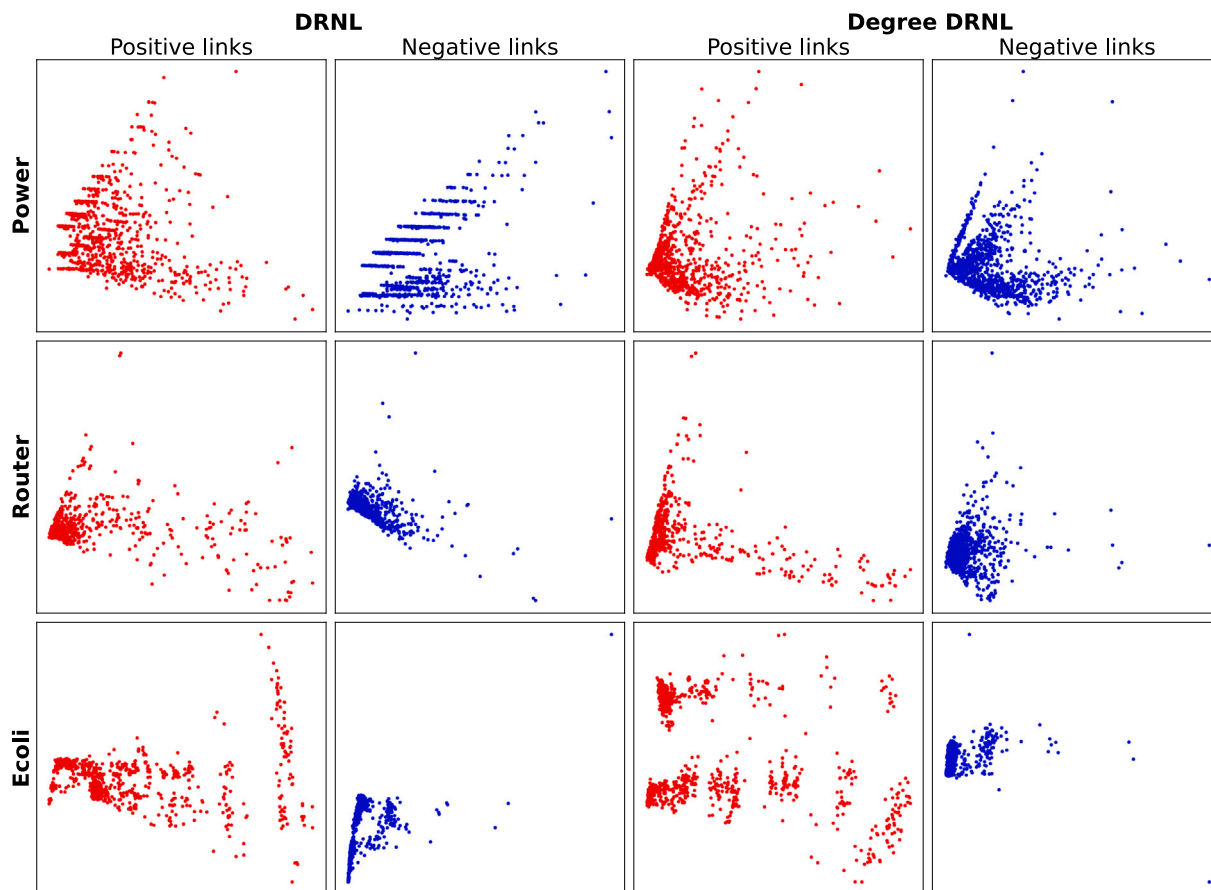 DRNL
Degree DRNL
Positive links
Negative links
Positive links
Negative links
Power
Router
Ecoli